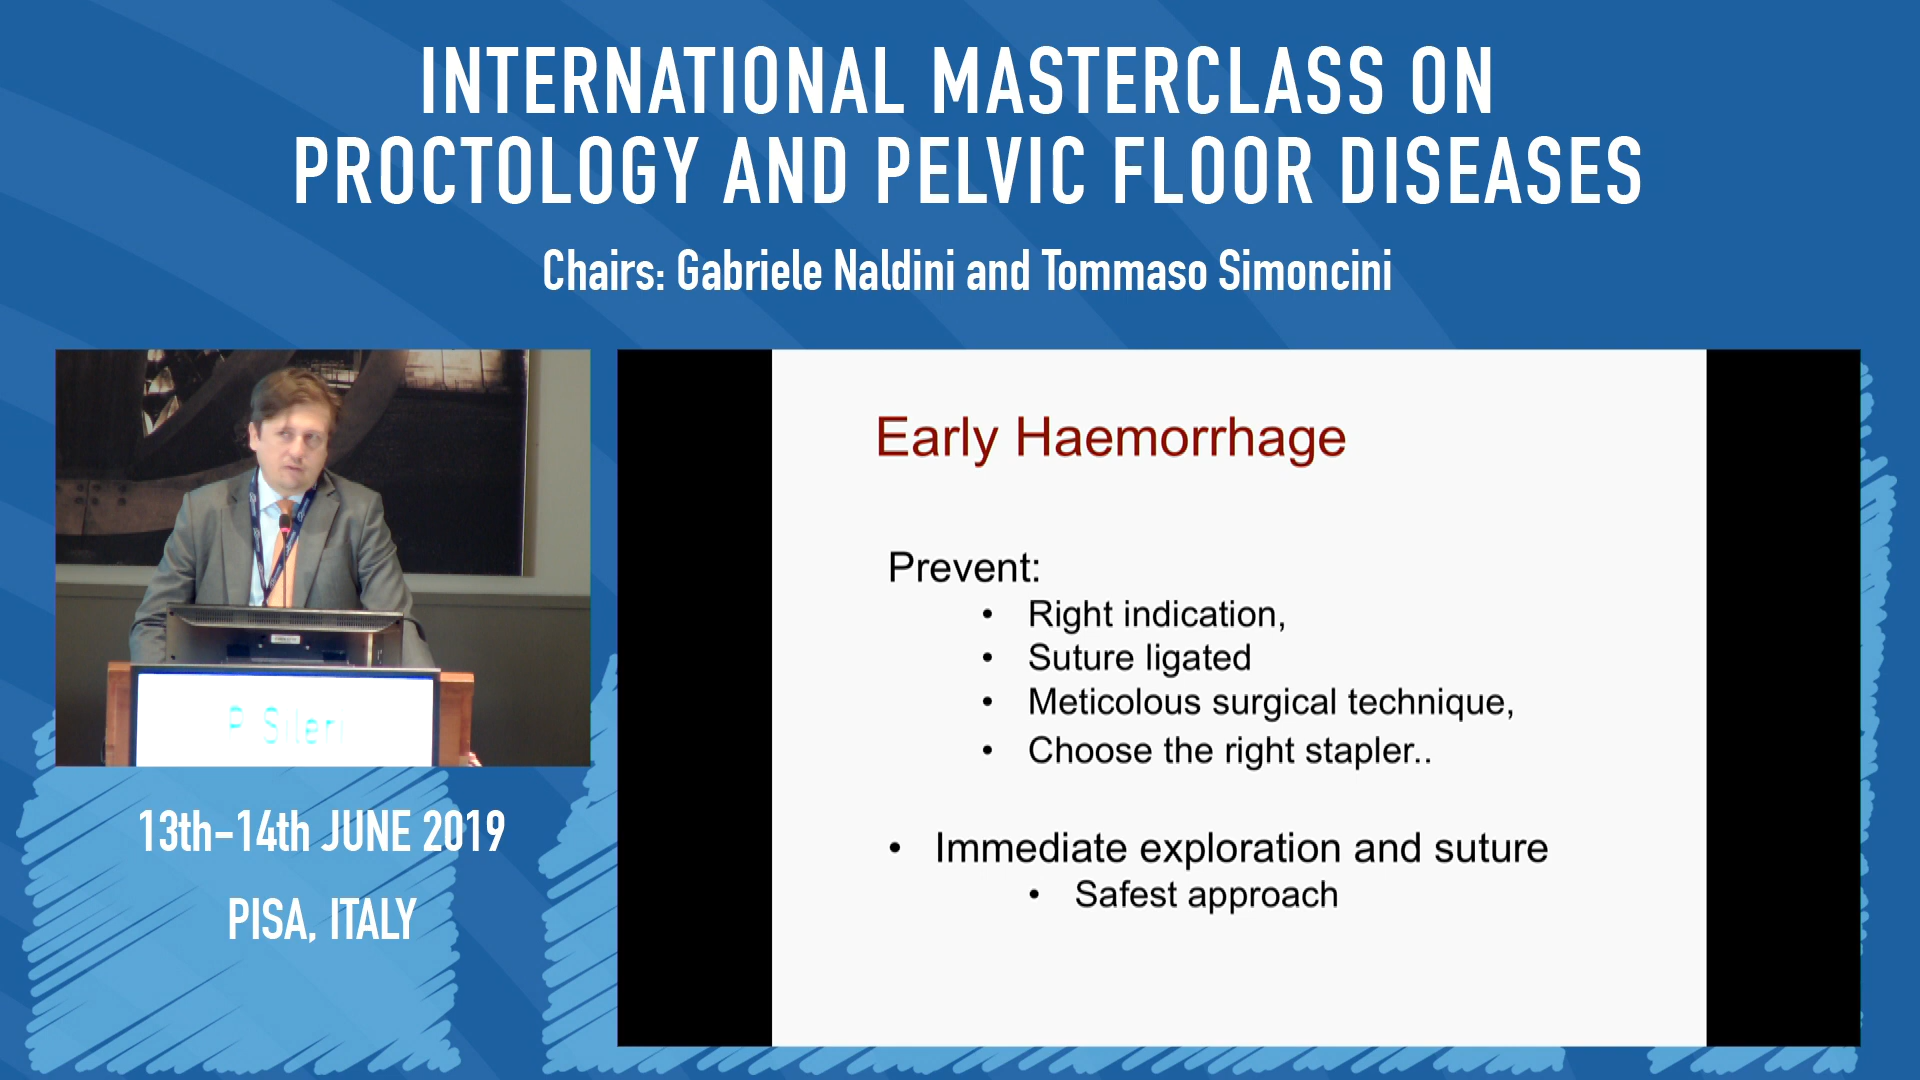 INTERNATIONAL MASTERCLASS ON
PROCTOLOGY AND PELVIC FLOOR DISEASES
Chairs: Gabriele Naldini and Tommaso Simoncini
P Sileri
13th-14th JUNE 2019
PISA, ITALY
Early Haemorrhage
Prevent:
• Right indication,
• Suture ligated
• Meticolous surgical technique,
• Choose the right stapler..
• Immediate exploration and suture
• Safest approach